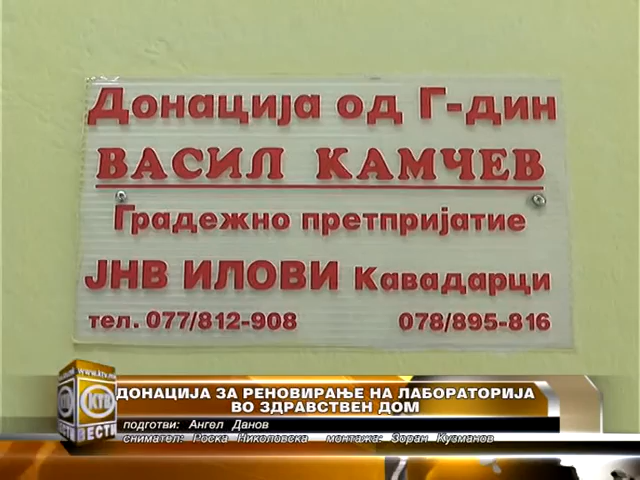 Донација од Г-дин
ВАСИЛ КАМЧЕВ
Градежно претпријатие
ЈНВ ИЛОВИ Кавадарци
тел. 077/812-908 078/895-816
ДОНАЦИЈА ЗА РЕНОВИРАЊЕ НА ЛАБОРАТОРИЈА
ВО ЗДРАВСТВЕН ДОМ
подготви: Ангел Данов
снимател: Роска Николовска монтажа: Зоран Кузманов
КТВ
ВЕСТИ